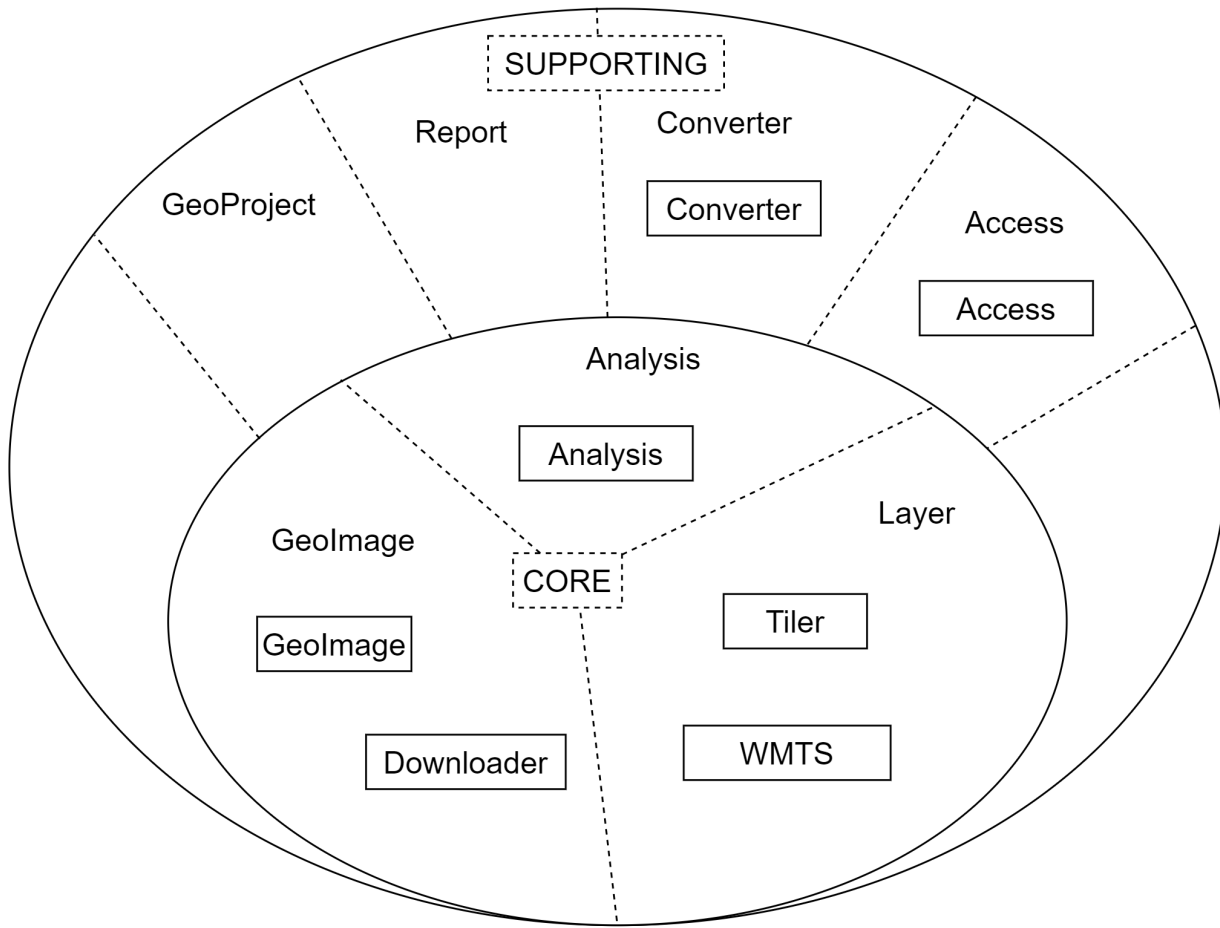 SUPPORTING
Report
Converter
Converter
GeoProject
Access
Access
Analysis
Analysis
GeoImage
Layer
CORE
GeoImage
Tiler
Downloader
WMTS